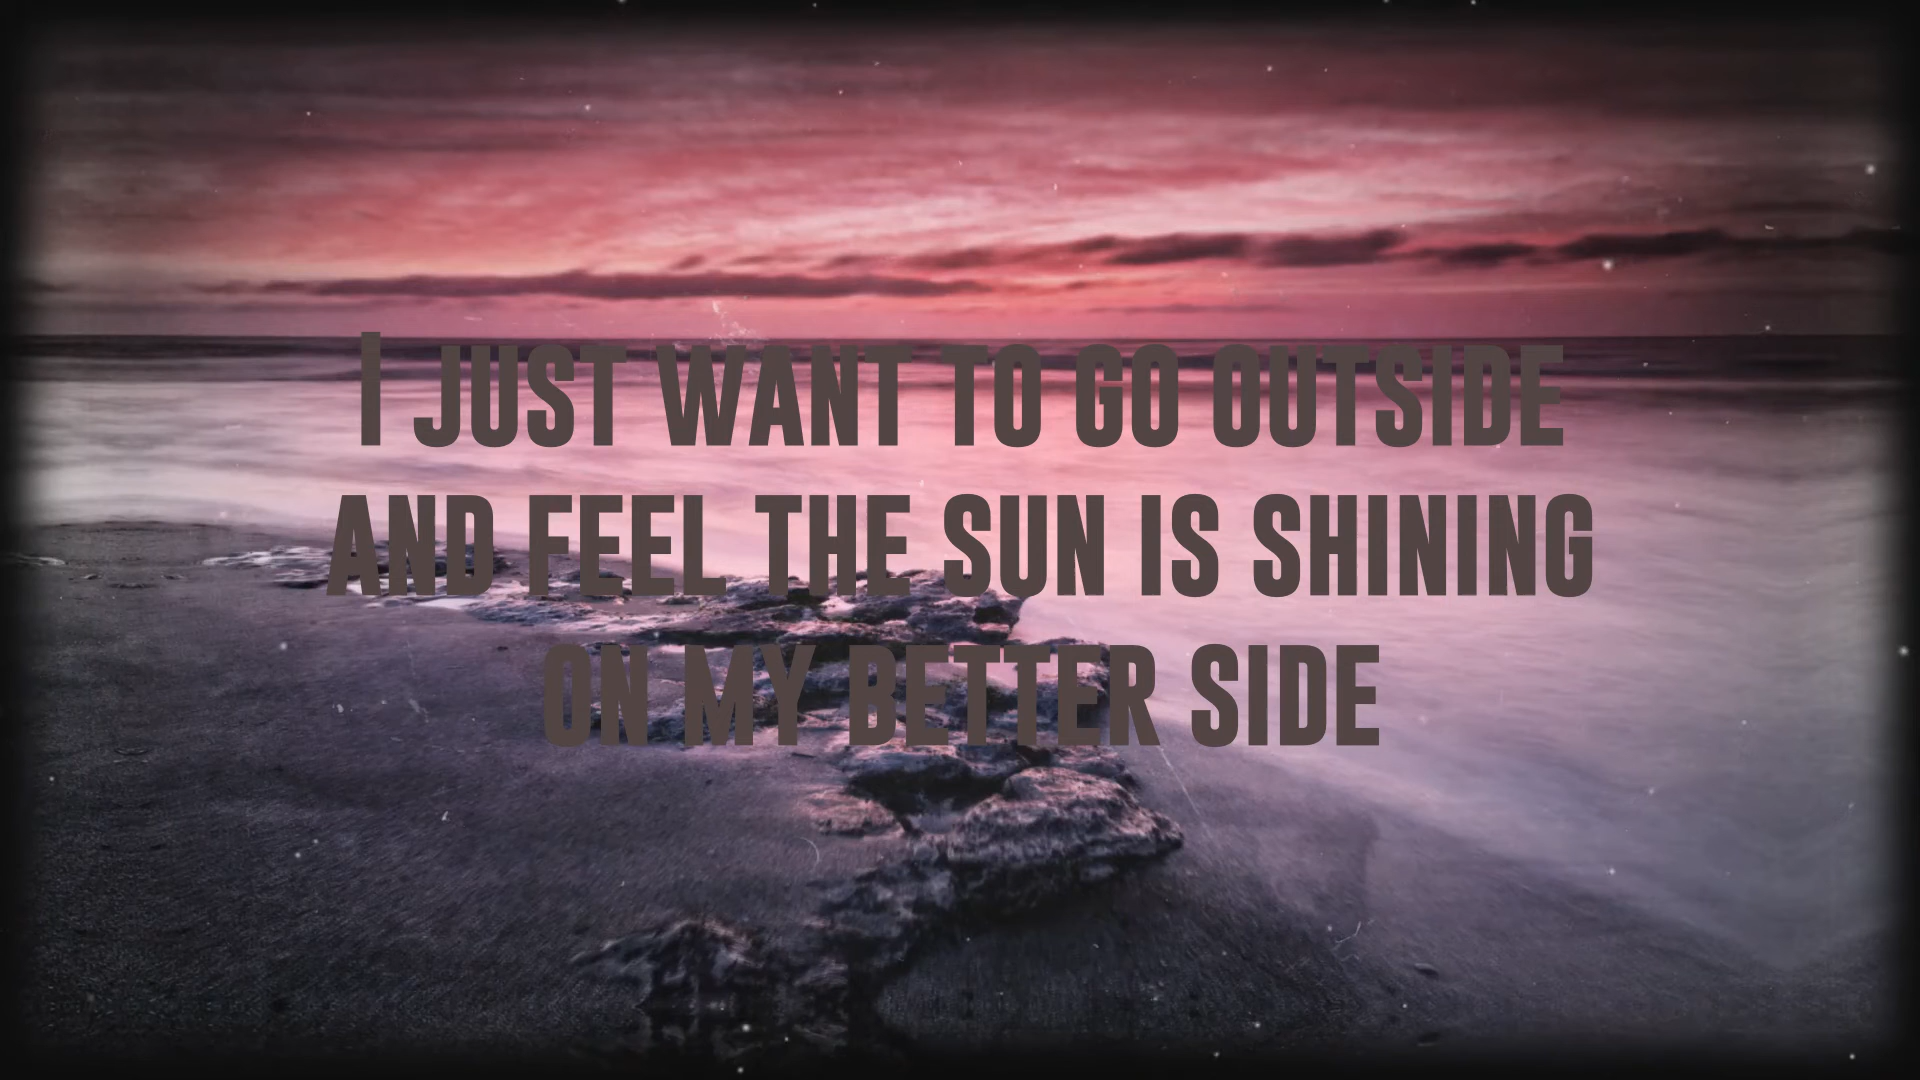 I JUST WANT TO GO OUTSIDE
AND FEEL THE SUN IS SHINING
ON MY BETTER SIDE